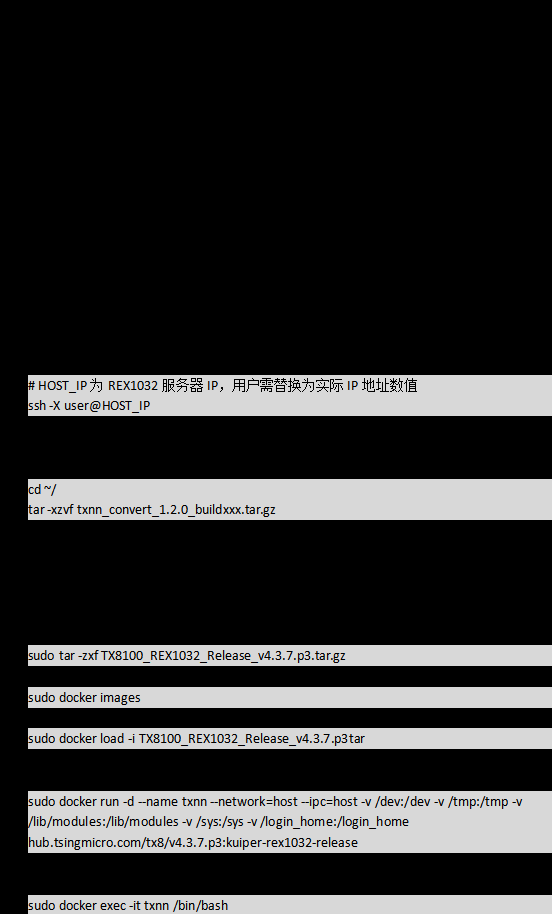 # HOST_IP 为 REX1032 服务器 IP，用户需替换为实际 IP 地址数值
ssh -X user@HOST_IP
cd ~/
tar -xzvf txnn_convert_1.2.0_buildxxx.tar.gz
sudo tar -zxf TX8100_REX1032_Release_v4.3.7.p3.tar.gz
sudo docker images
sudo docker load -i TX8100_REX1032_Release_v4.3.7.p3tar
sudo docker run -d --name txnn --network=host --ipc=host -v /dev:/dev -v /tmp:/tmp -v
/lib/modules:/lib/modules -v /sys:/sys -v /login_home:/login_home
hub.tsingmicro.com/tx8/v4.3.7.p3:kuiper-rex1032-release
sudo docker exec -it txnn /bin/bash